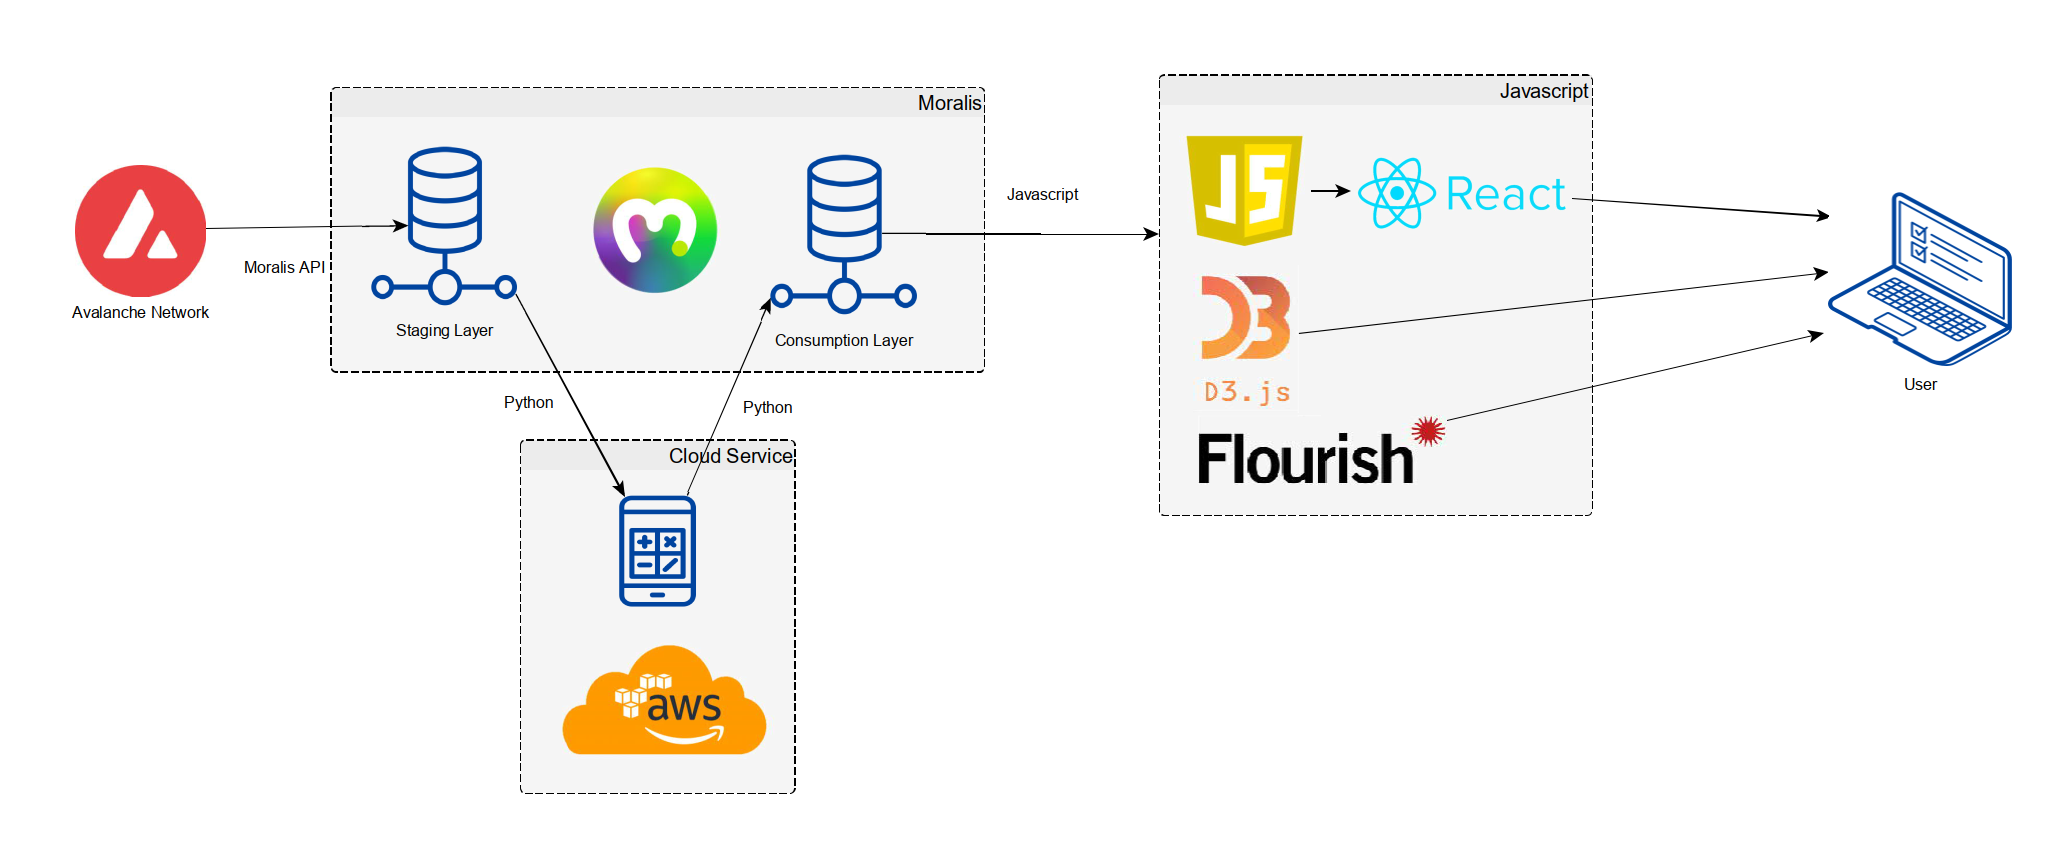 Moralis
Javascript
Avalanche Network
Moralis API
Staging Layer
Consumption Layer
Javascript
JS
React
D3
D3.js
Flourish
User
Python
Python
Cloud Service
aws